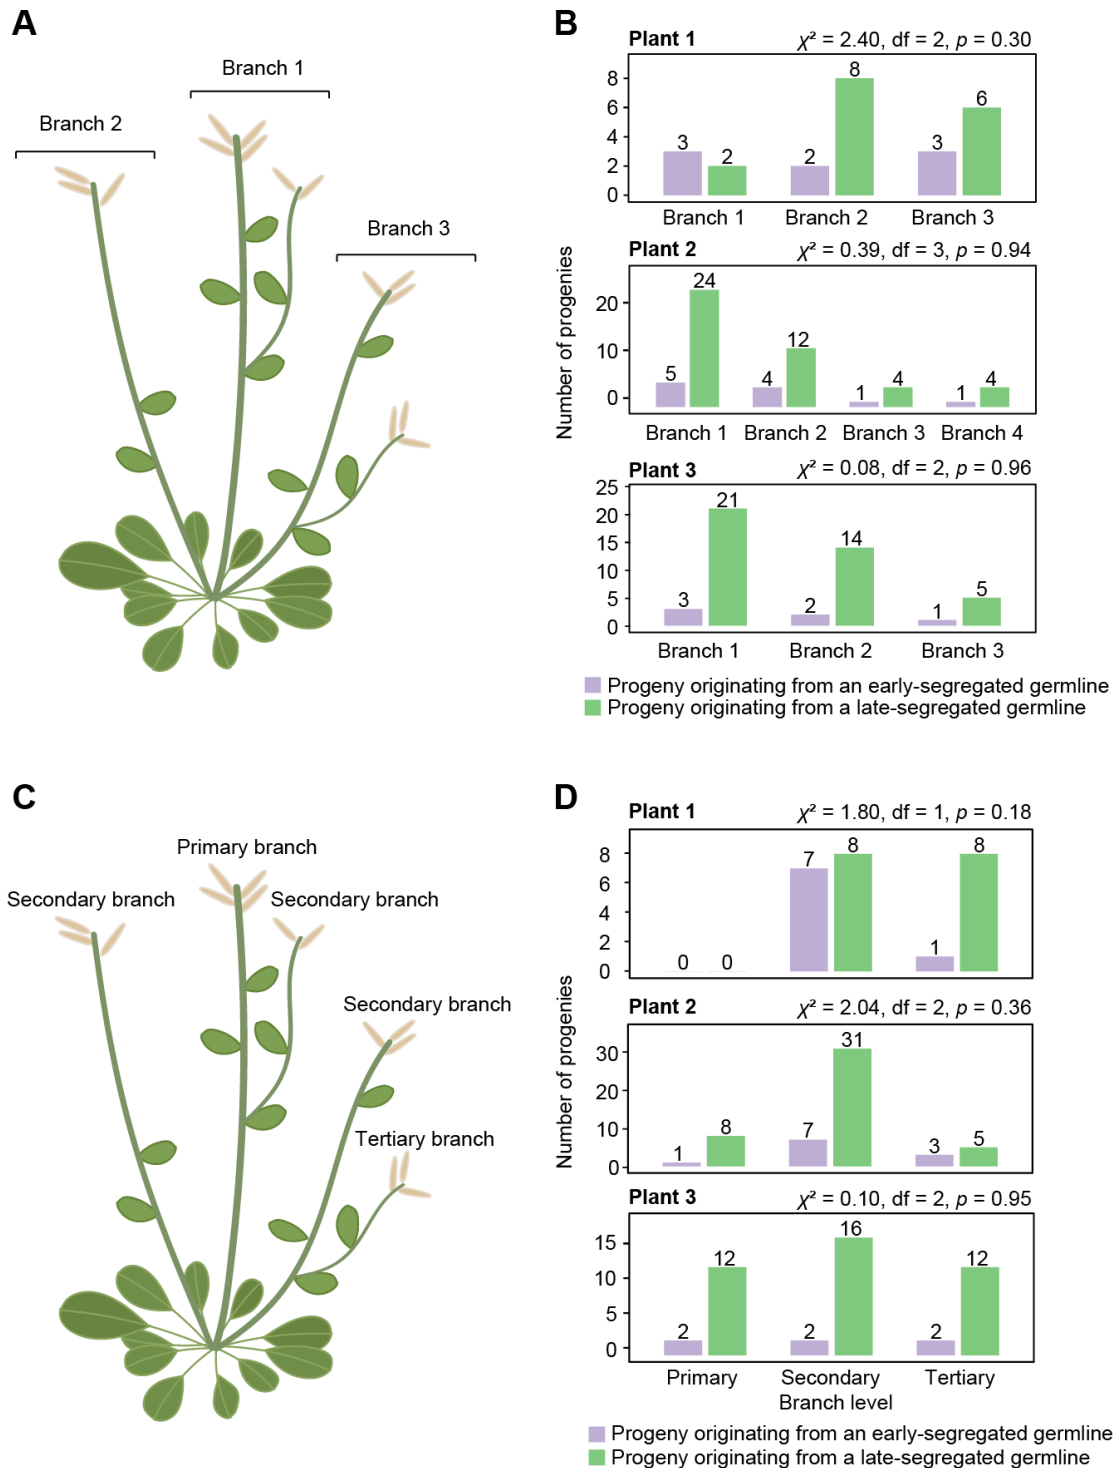 A
Branch 1
Branch 2
Branch 3
B
Plant 1 χ² = 2.40, df = 2, p = 0.30
8
6
4
2
0
3 2 2 8 3 6
Branch 1 Branch 2 Branch 3
Number of progenies
Plant 2 χ² = 0.39, df = 3, p = 0.94
20
10
0
5 24 4 12 1 4 1 4
Branch 1 Branch 2 Branch 3 Branch 4
Plant 3 χ² = 0.08, df = 2, p = 0.96
25
20
15
10
5
0
3 21 2 14 1 5
Branch 1 Branch 2 Branch 3
Progeny originating from an early-segregated germline
Progeny originating from a late-segregated germline
C
Primary branch
Secondary branch
Secondary branch
Secondary branch
Tertiary branch
D
Plant 1 χ² = 1.80, df = 1, p = 0.18
8
6
4
2
0
0 0 7 8 1 8
Number of progenies
Plant 2 χ² = 2.04, df = 2, p = 0.36
30
20
10
0
1 8 7 31 3 5
Plant 3 χ² = 0.10, df = 2, p = 0.95
15
10
5
0
2 12 2 16 2 12
Primary Secondary Tertiary
Branch level
Progeny originating from an early-segregated germline
Progeny originating from a late-segregated germline